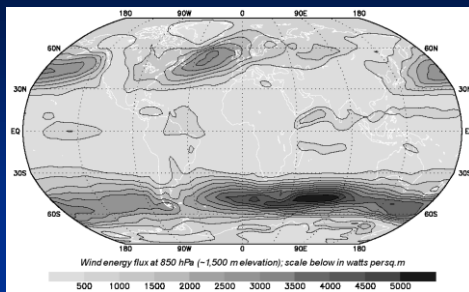 180 90W 0 90E 180
60N 60N
30N 30N
EQ EQ
30S 30S
60S 60S
180 90W 0 90E 180
Wind energy flux at 850 hPa (~1,500 m elevation); scale below in watts persq.m
500 1000 1500 2000 2500 3000 3500 4000 4500 5000